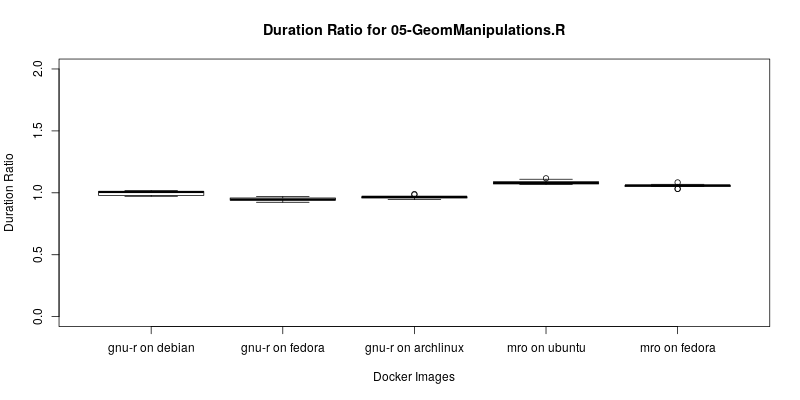 Duration Ratio for 05-GeomManipulations.R
Duration Ratio
2.0
1.5
1.0
0.5
0.0
gnu-r on debian
gnu-r on fedora
gnu-r on archlinux
mro on ubuntu
mro on fedora
Docker Images